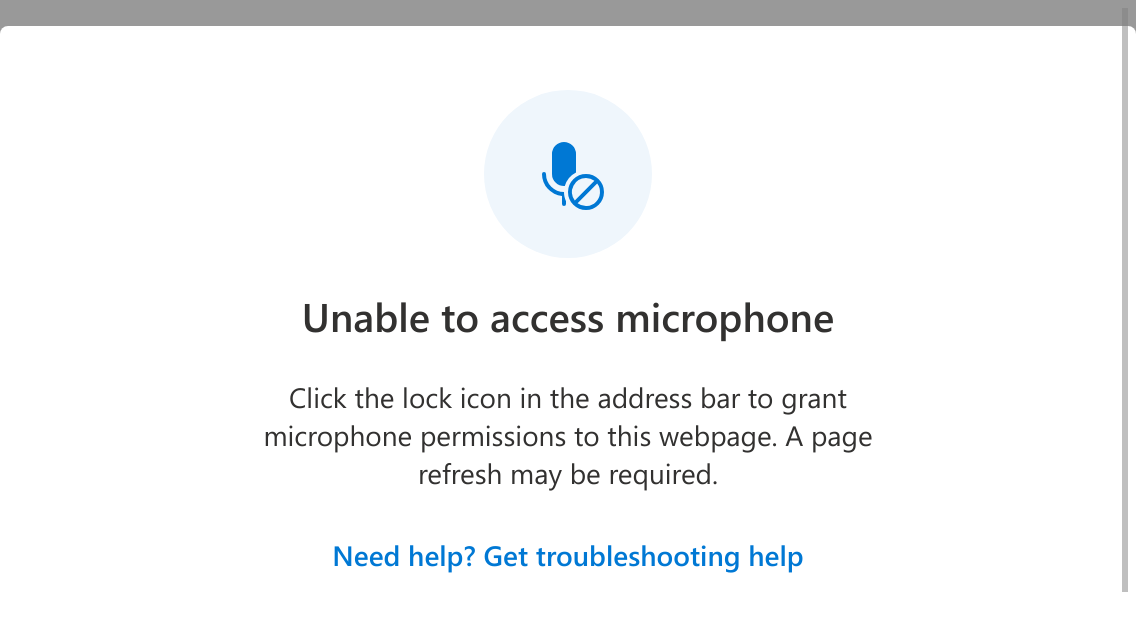 Unable to access microphone
Click the lock icon in the address bar to grant
microphone permissions to this webpage. A page
refresh may be required.
Need help? Get troubleshooting help